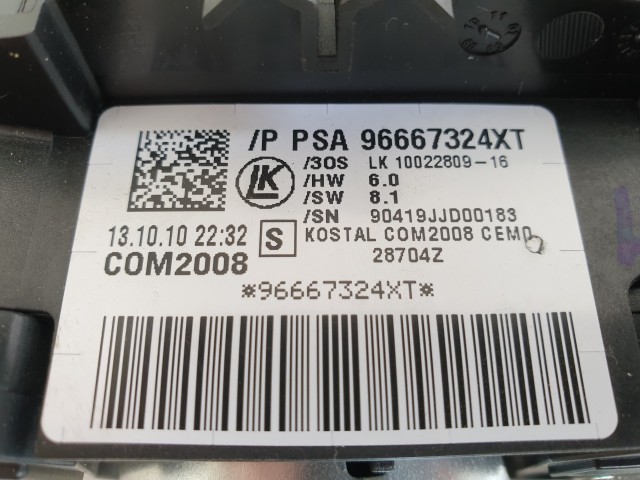 /P PSA 96667324XT
LK
/3OS LK 10022809-16
/HW 6.0
/SW 8.1
/SN 90419JJD00183
13.10.10 22:32 S KOSTAL COM2008 CEM0
COM2008 28704Z
*96667324XT*